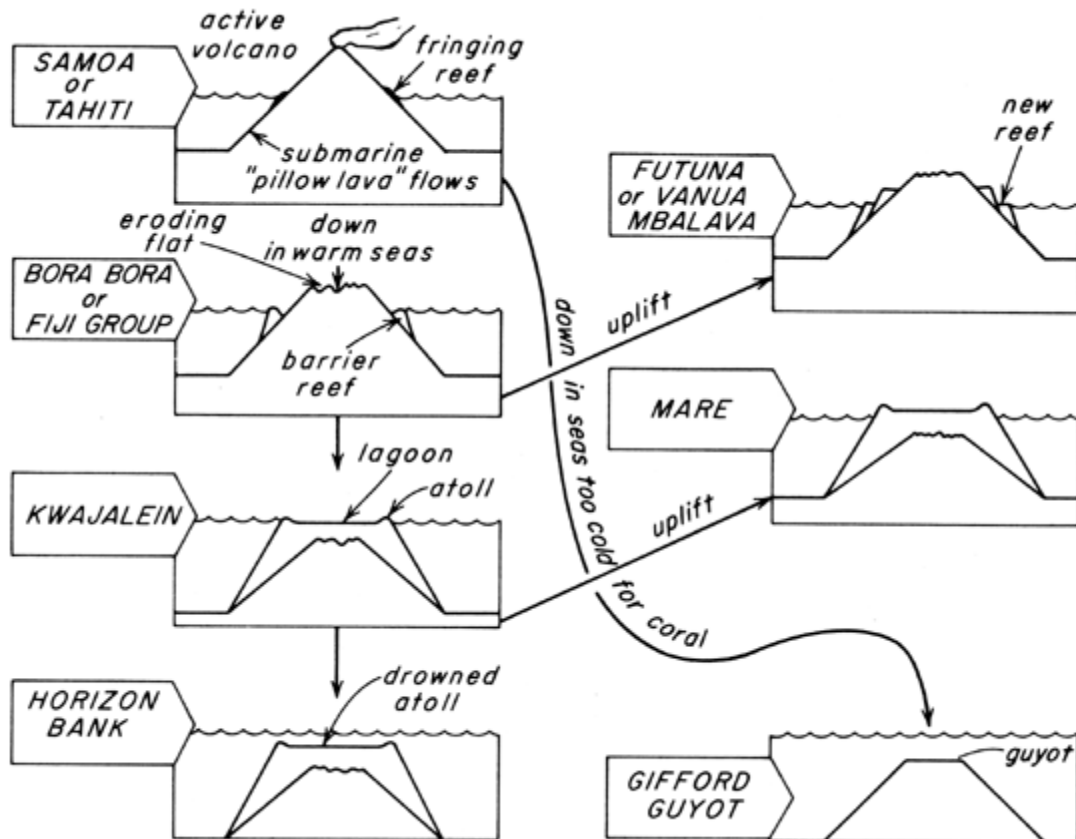 SAMOA
or
TAHITI
active
volcano
fringing
reef
submarine
"pillow lava" flows
BORA BORA
or
FIJI GROUP
eroding
flat
down
in warm seas
barrier
reef
KWAJALEIN
lagoon
atoll
HORIZON
BANK
drowned
atoll
down in seas too cold for coral
uplift
uplift
FUTUNA
or VANUA
MBALAVA
new
reef
MARE
GIFFORD
GUYOT
guyot